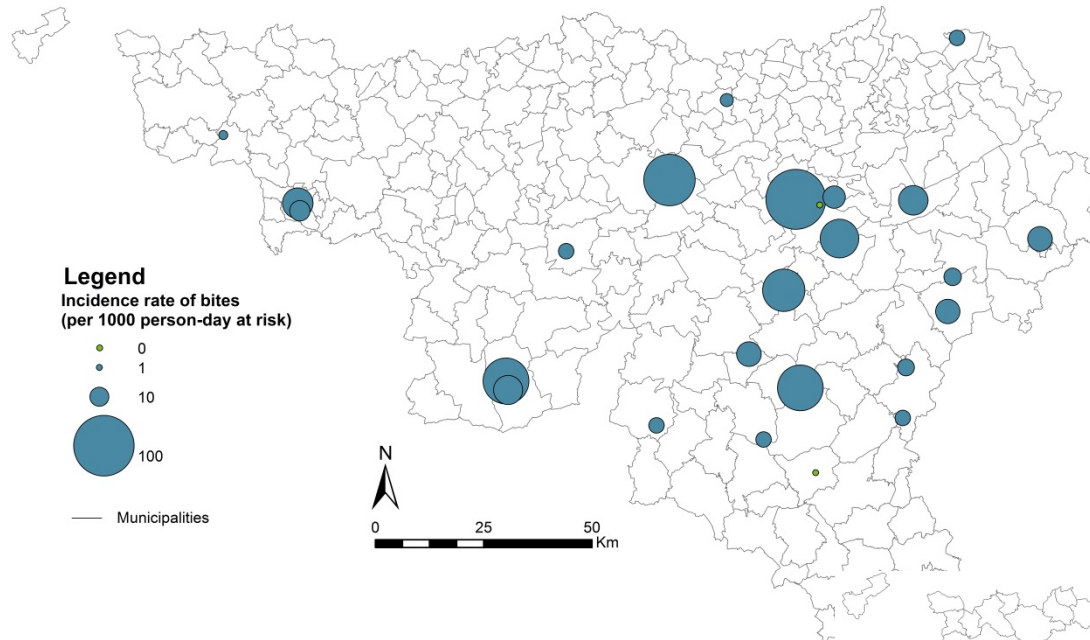 Legend
Incidence rate of bites
(per 1000 person-day at risk)
0
1
10
100
Municipalities
N
0 25 50
Km